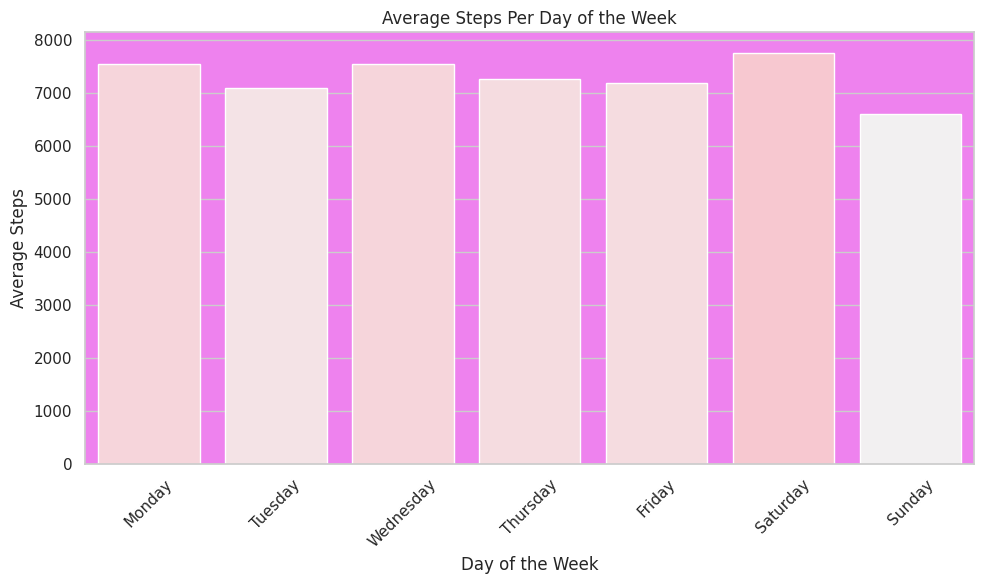 Average Steps Per Day of the Week
8000
7000
6000
5000
4000
3000
2000
1000
0
Average Steps
Monday
Tuesday
Wednesday
Thursday
Friday
Saturday
Sunday
Day of the Week